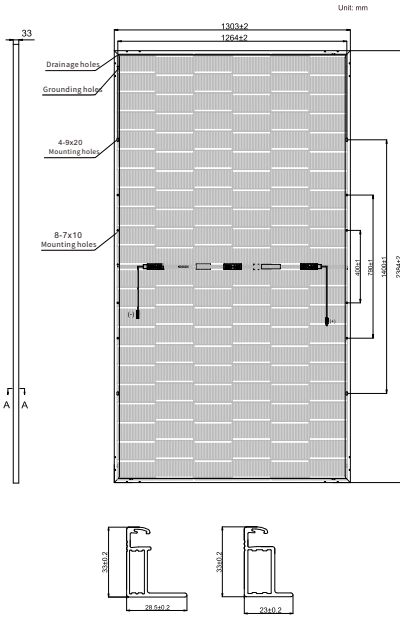 Unit: mm
1303±2
1264±2
33
Drainage holes
Grounding holes
4-9x20
Mounting holes
8-7x10
Mounting holes
400±1
790±1
1400±1
2384±2
(-)
(+)
A A
33±0.2
28.5±0.2
33±0.2
23±0.2